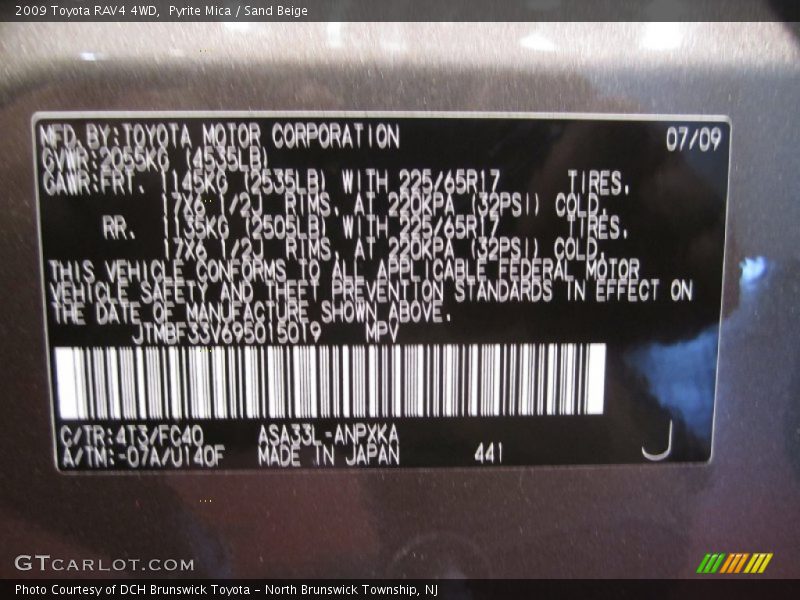 2009 Toyota RAV4 4WD,  Pyrite Mica / Sand Beige
MFD.BY:TOYOTA MOTOR CORPORATION 07/09
GVWR:2055KG (4535LB)
GAWR:FRT. 1145KG (2535LB) WITH 225/65R17 TIRES,
17X6 1/2J RIMS, AT 220KPA (32PSI) COLD,
RR. 1135KG (2505LB) WITH 225/65R17 TIRES,
17X6 1/2J RIMS, AT 220KPA (32PSI) COLD,
THIS VEHICLE CONFORMS TO ALL APPLICABLE FEDERAL MOTOR
VEHICLE SAFETY AND THEFT PREVENTION STANDARDS IN EFFECT ON
THE DATE OF MANUFACTURE SHOWN ABOVE.
JTMBF33V6950150T9 MPV
C/TR:4T3/FC40 ASA33L-ANPXKA
A/TM:-07A/U140F MADE IN JAPAN 441 J
GTCARLOT.COM
Photo Courtesy of DCH Brunswick Toyota – North Brunswick Township, NJ